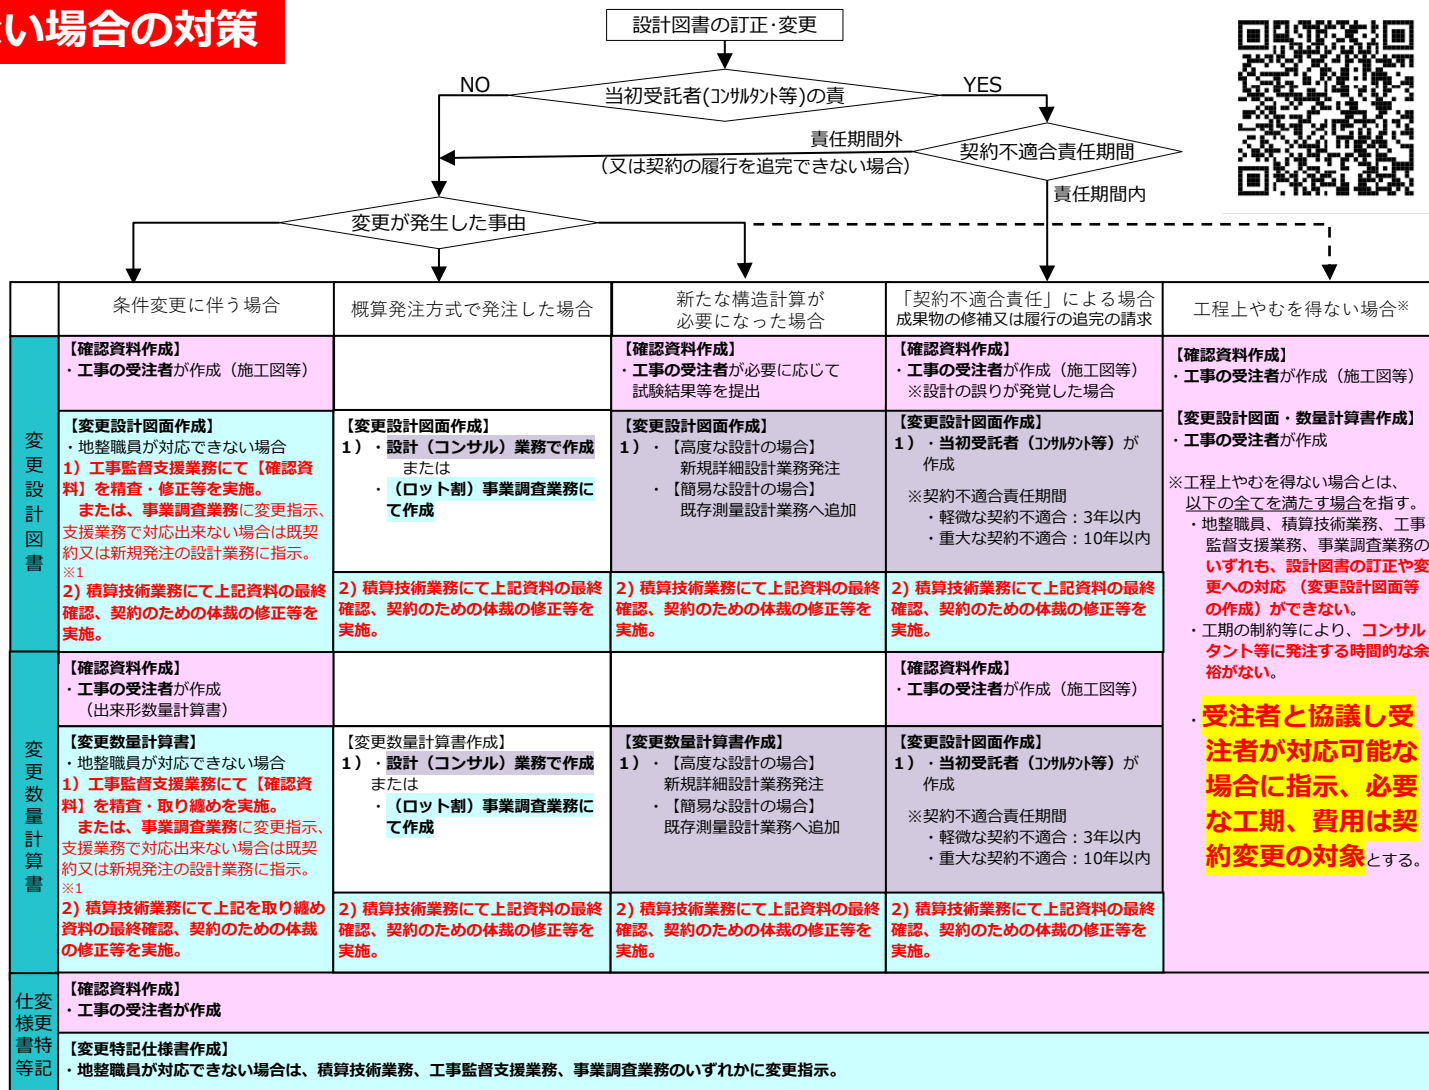 い場合の対策
設計図書の訂正･変更
NO
当初受託者(ｺﾝｻﾙﾀﾝﾄ等)の責
YES
責任期間外
契約不適合責任期間
（又は契約の履行を追完できない場合）
責任期間内
変更が発生した事由
条件変更に伴う場合
概算発注方式で発注した場合
新たな構造計算が
必要になった場合
「契約不適合責任」による場合
成果物の修補又は履行の追完の請求
工程上やむを得ない場合※
変更設計図書
【確認資料作成】
・工事の受注者が作成（施工図等）
【確認資料作成】
・工事の受注者が必要に応じて
試験結果等を提出
【確認資料作成】
・工事の受注者が作成（施工図等）
※設計の誤りが発覚した場合
【変更設計図面作成】
・地整職員が対応できない場合
1）工事監督支援業務にて【確認資
料】を精査・修正等を実施。
または、事業調査業務に変更指示、
支援業務で対応出来ない場合は既契
約又は新規発注の設計業務に指示。
※1
2) 積算技術業務にて上記資料の最終
確認、契約のための体裁の修正等を
実施。
【変更設計図面作成】
1）・設計（コンサル）業務で作成
または
・（ロット割）事業調査業務に
て作成
2) 積算技術業務にて上記資料の最終
確認、契約のための体裁の修正等を
実施。
【変更設計図面作成】
1）・【高度な設計の場合】
新規詳細設計業務発注
・【簡易な設計の場合】
既存測量設計業務へ追加
2) 積算技術業務にて上記資料の最終
確認、契約のための体裁の修正等を
実施。
【変更設計図面作成】
1）・当初受託者（ｺﾝｻﾙﾀﾝﾄ等）が
作成
※契約不適合責任期間
・軽微な契約不適合：3年以内
・重大な契約不適合：10年以内
2) 積算技術業務にて上記資料の最終
確認、契約のための体裁の修正等を
実施。
【確認資料作成】
・工事の受注者が作成（施工図等）
【変更設計図面・数量計算書作成】
・工事の受注者が作成
※工程上やむを得ない場合とは、
以下の全てを満たす場合を指す。
・地整職員、積算技術業務、工事
監督支援業務、事業調査業務の
いずれも、設計図書の訂正や変
更への対応 （変更設計図面等
の作成）ができない。
・工期の制約等により、コンサル
タント等に発注する時間的な余
裕がない。
・受注者と協議し受
注者が対応可能な
場合に指示、必要
な工期、費用は契
約変更の対象とする。
変更数量計算書
【確認資料作成】
・工事の受注者が作成
（出来形数量計算書）
【確認資料作成】
・工事の受注者が作成（施工図等）
【変更数量計算書】
・地整職員が対応できない場合
1）工事監督支援業務にて【確認資
料】を精査・取り纏めを実施。
または、事業調査業務に変更指示、
支援業務で対応出来ない場合は既契
約又は新規発注の設計業務に指示。
※1
2) 積算技術業務にて上記を取り纏め
資料の最終確認、契約のための体裁
の修正等を実施。
【変更数量計算書作成】
1）・設計（コンサル）業務で作成
または
・（ロット割）事業調査業務に
て作成
2) 積算技術業務にて上記資料の最終
確認、契約のための体裁の修正等を
実施。
【変更数量計算書作成】
1）・【高度な設計の場合】
新規詳細設計業務発注
・【簡易な設計の場合】
既存測量設計業務へ追加
2) 積算技術業務にて上記資料の最終
確認、契約のための体裁の修正等を
実施。
【変更設計図面作成】
1）・当初受託者（ｺﾝｻﾙﾀﾝﾄ等）が
作成
※契約不適合責任期間
・軽微な契約不適合：3年以内
・重大な契約不適合：10年以内
2) 積算技術業務にて上記資料の最終
確認、契約のための体裁の修正等を
実施。
変更特記
仕様書等
【確認資料作成】
・工事の受注者が作成
【変更特記仕様書作成】
・地整職員が対応できない場合は、積算技術業務、工事監督支援業務、事業調査業務のいずれかに変更指示。